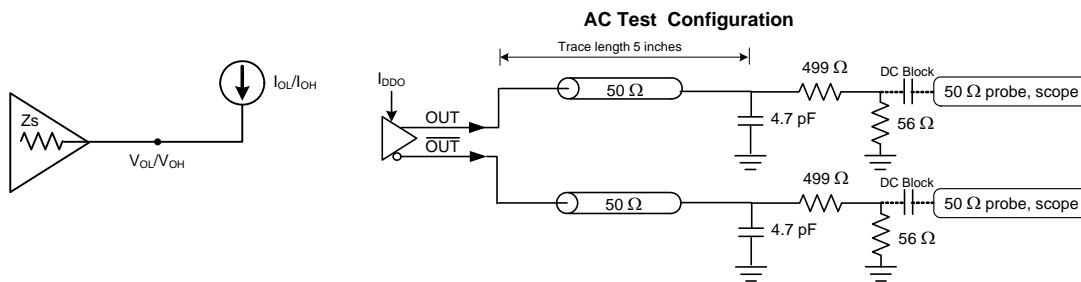 AC Test Configuration
Trace length 5 inches
I_OL/I_OH
Zs
V_OL/V_OH
I_DDO
OUT
OUT
50 Ω
4.7 pF
499 Ω
56 Ω
DC Block
50 Ω probe, scope
50 Ω
4.7 pF
499 Ω
56 Ω
DC Block
50 Ω probe, scope